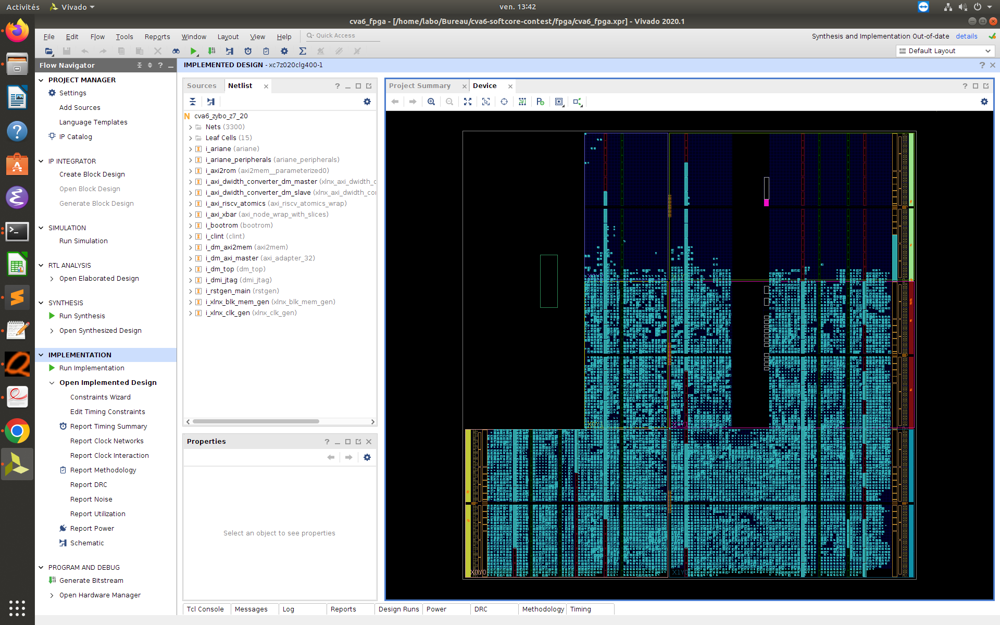 Activités
Vivado
ven. 13:42
cva6_fpga - [/home/labo/Bureau/cva6-softcore-contest/fpga/cva6_fpga.xpr] - Vivado 2020.1
File Edit Flow Tools Reports Window Layout View Help
Quick Access
Synthesis and Implementation Out-of-date details
Default Layout
Flow Navigator
PROJECT MANAGER
Settings
Add Sources
Language Templates
IP Catalog
IP INTEGRATOR
Create Block Design
Open Block Design
Generate Block Design
SIMULATION
Run Simulation
RTL ANALYSIS
Open Elaborated Design
SYNTHESIS
Run Synthesis
Open Synthesized Design
IMPLEMENTATION
Run Implementation
Open Implemented Design
Constraints Wizard
Edit Timing Constraints
Report Timing Summary
Report Clock Networks
Report Clock Interaction
Report Methodology
Report DRC
Report Noise
Report Utilization
Report Power
Schematic
PROGRAM AND DEBUG
Generate Bitstream
Open Hardware Manager
IMPLEMENTED DESIGN - xc7z020clg400-1
Sources
Netlist
cva6_zybo_z7_20
Nets (3300)
Leaf Cells (15)
i_ariane (ariane)
i_ariane_peripherals (ariane_peripherals)
i_axi2rom (axi2mem__parameterized0)
i_axi_dwidth_converter_dm_master (xlnx_axi_dwidth_c
i_axi_dwidth_converter_dm_slave (xlnx_axi_dwidth_cor
i_axi_riscv_atomics (axi_riscv_atomics_wrap)
i_axi_xbar (axi_node_wrap_with_slices)
i_bootrom (bootrom)
i_clint (clint)
i_dm_axi2mem (axi2mem)
i_dm_axi_master (axi_adapter_32)
i_dm_top (dm_top)
i_dmi_jtag (dmi_jtag)
i_rstgen_main (rstgen)
i_xlnx_blk_mem_gen (xlnx_blk_mem_gen)
i_xlnx_clk_gen (xlnx_clk_gen)
Properties
Select an object to see properties
Project Summary
Device
X0Y0
X1Y0
Tcl Console
Messages
Log
Reports
Design Runs
Power
DRC
Methodology
Timing